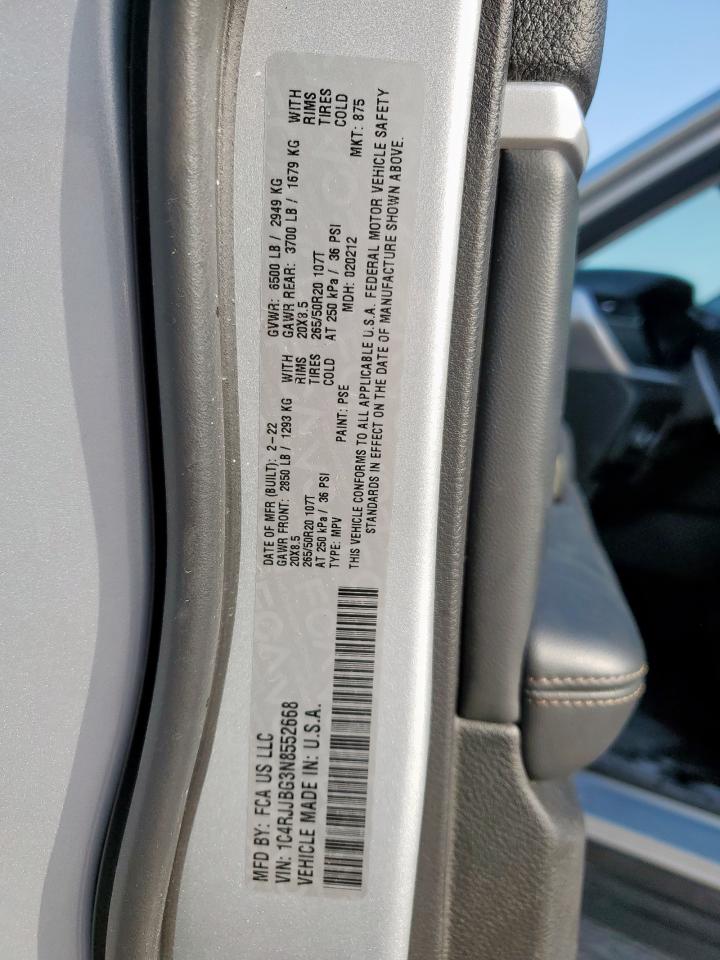 MFD BY: FCA US LLC
VIN: 1C4RJJBG3N8552668
VEHICLE MADE IN: U.S.A.
DATE OF MFR (BUILT): 2-22 GVWR: 6500 LB / 2949 KG
GAWR FRONT: 2850 LB / 1293 KG WITH GAWR REAR: 3700 LB / 1679 KG WITH
20X8.5 RIMS 20X8.5 RIMS
265/50R20 107T TIRES 265/50R20 107T TIRES
AT 250 kPa / 36 PSI COLD AT 250 kPa / 36 PSI COLD
TYPE: MPV PAINT: PSE MDH: 020212 MKT: 875
THIS VEHICLE CONFORMS TO ALL APPLICABLE U.S.A. FEDERAL MOTOR VEHICLE SAFETY
STANDARDS IN EFFECT ON THE DATE OF MANUFACTURE SHOWN ABOVE.